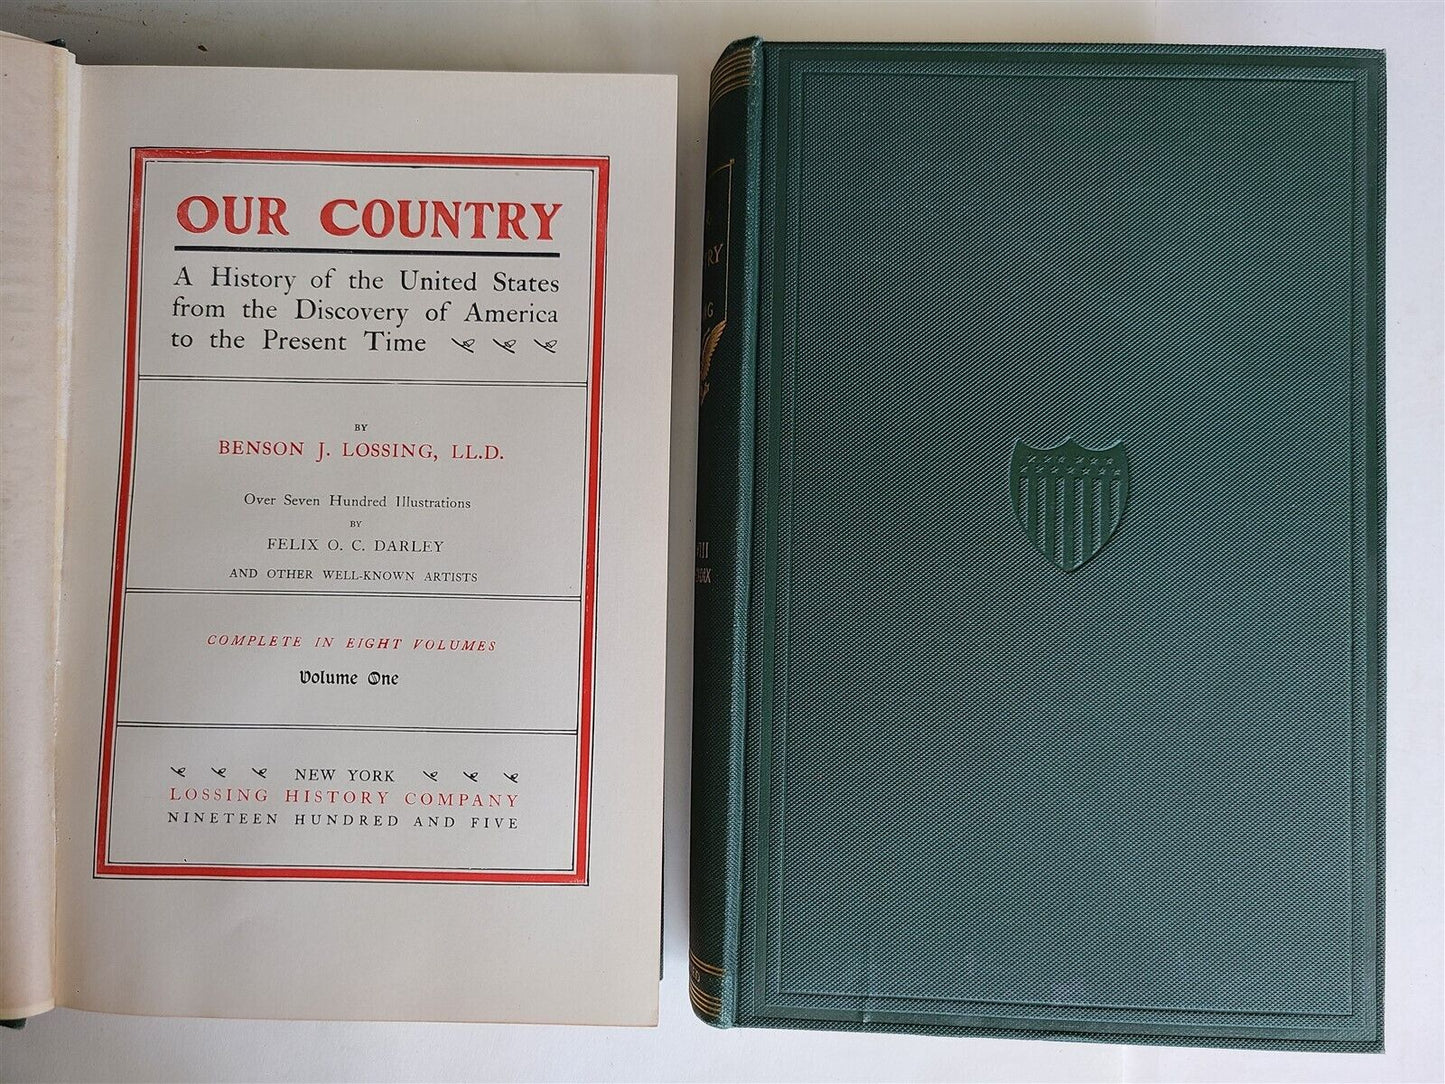 OUR COUNTRY
A History of the United States
from the Discovery of America
to the Present Time
BY
BENSON J. LOSSING, LL.D.
Over Seven Hundred Illustrations
BY
FELIX O. C. DARLEY
AND OTHER WELL-KNOWN ARTISTS
COMPLETE IN EIGHT VOLUMES
Volume One
NEW YORK
LOSSING HISTORY COMPANY
NINETEEN HUNDRED AND FIVE